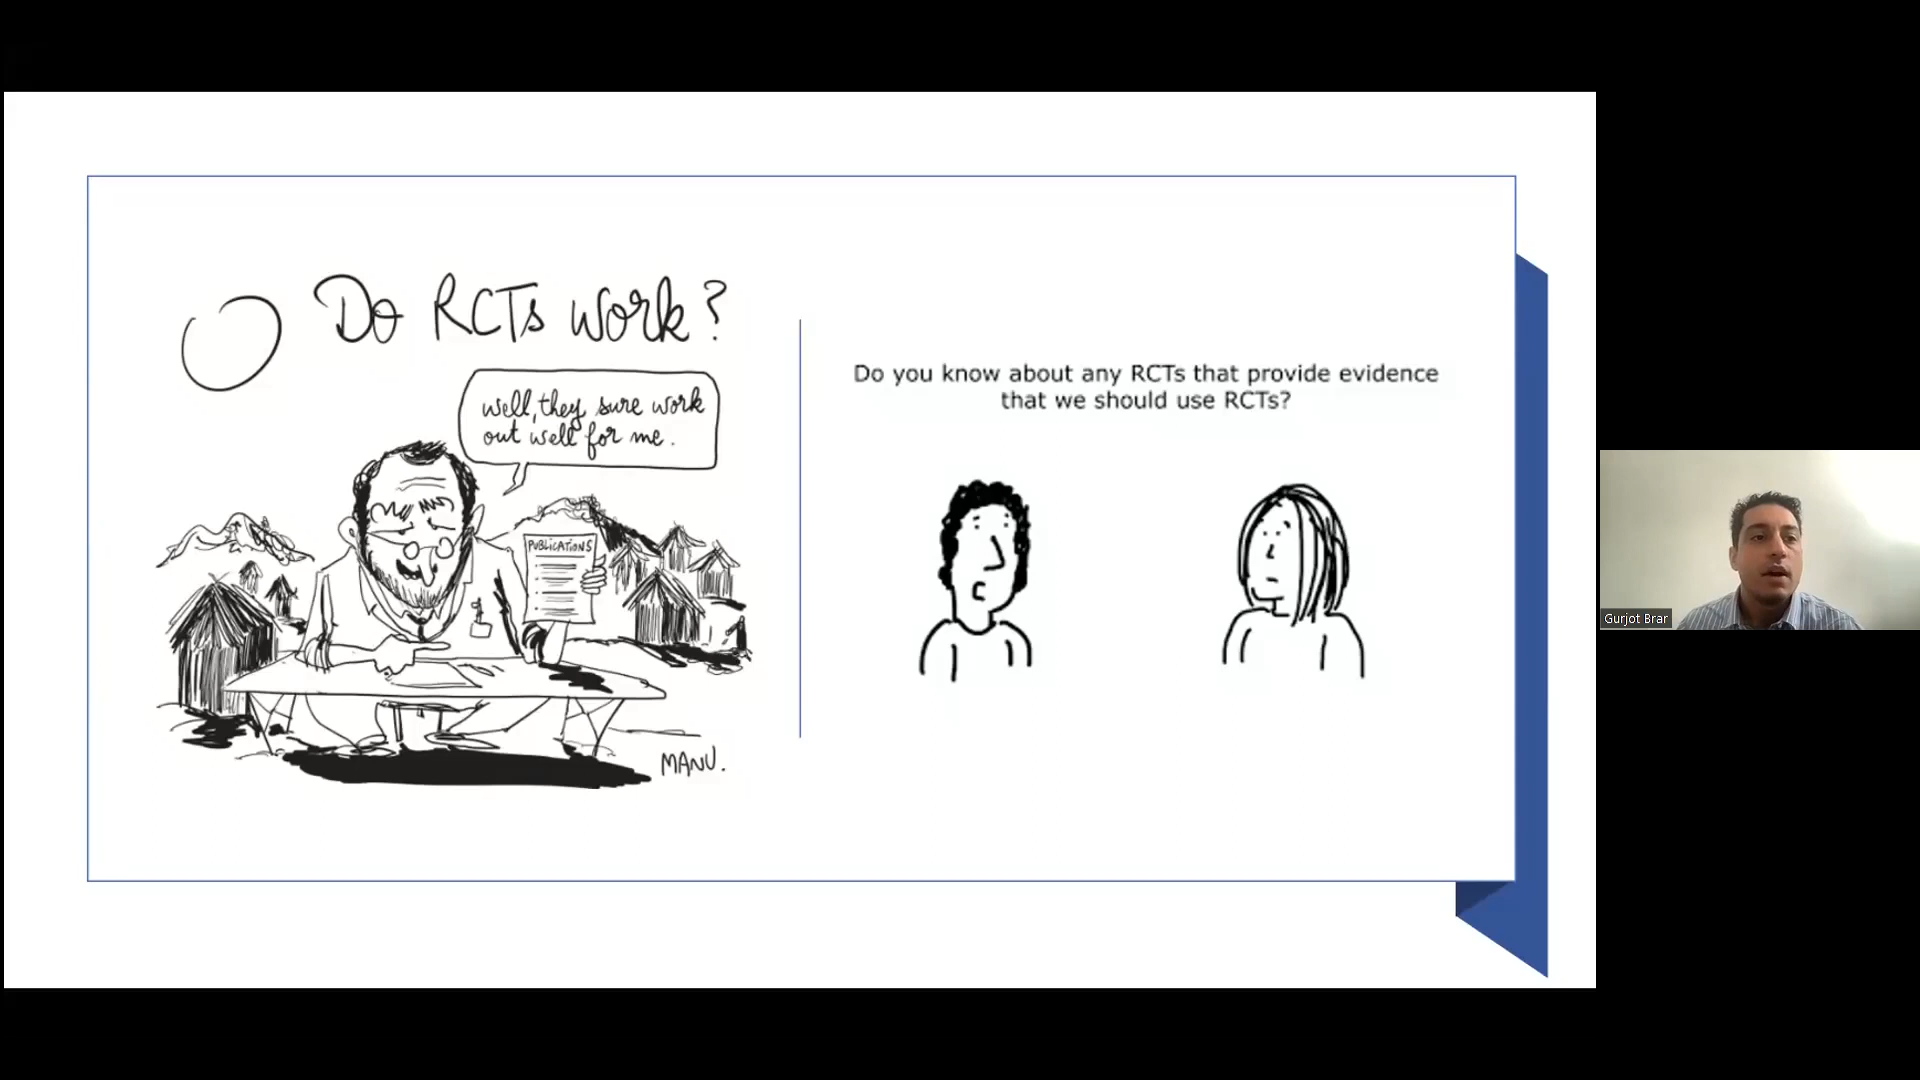 Do RCTs work?
well, they sure work
out well for me.
PUBLICATIONS
MANU.
Do you know about any RCTs that provide evidence
that we should use RCTs?
Gurjot Brar